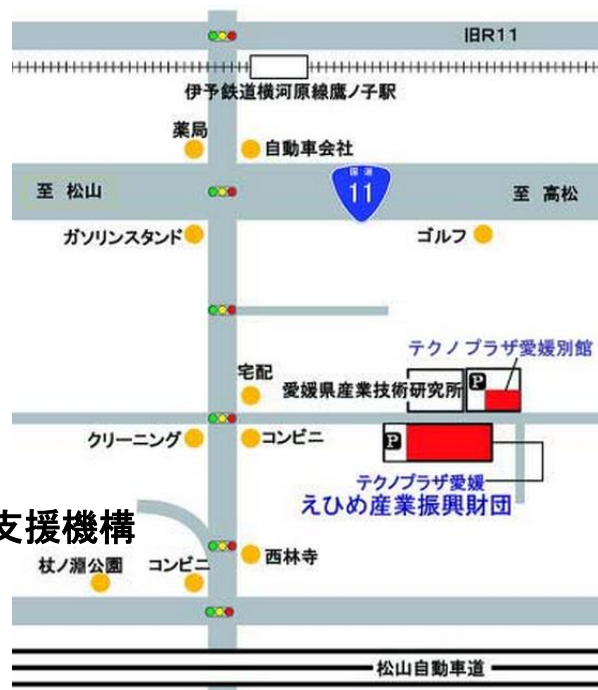 旧R11
伊予鉄道横河原線鷹ノ子駅
薬局
自動車会社
至 松山
国道
11
至 高松
ガソリンスタンド
ゴルフ
テクノプラザ愛媛別館
宅配
愛媛県産業技術研究所
P
クリーニング
コンビニ
P
テクノプラザ愛媛
えひめ産業振興財団
支援機構
西林寺
杖ノ淵公園
コンビニ
松山自動車道